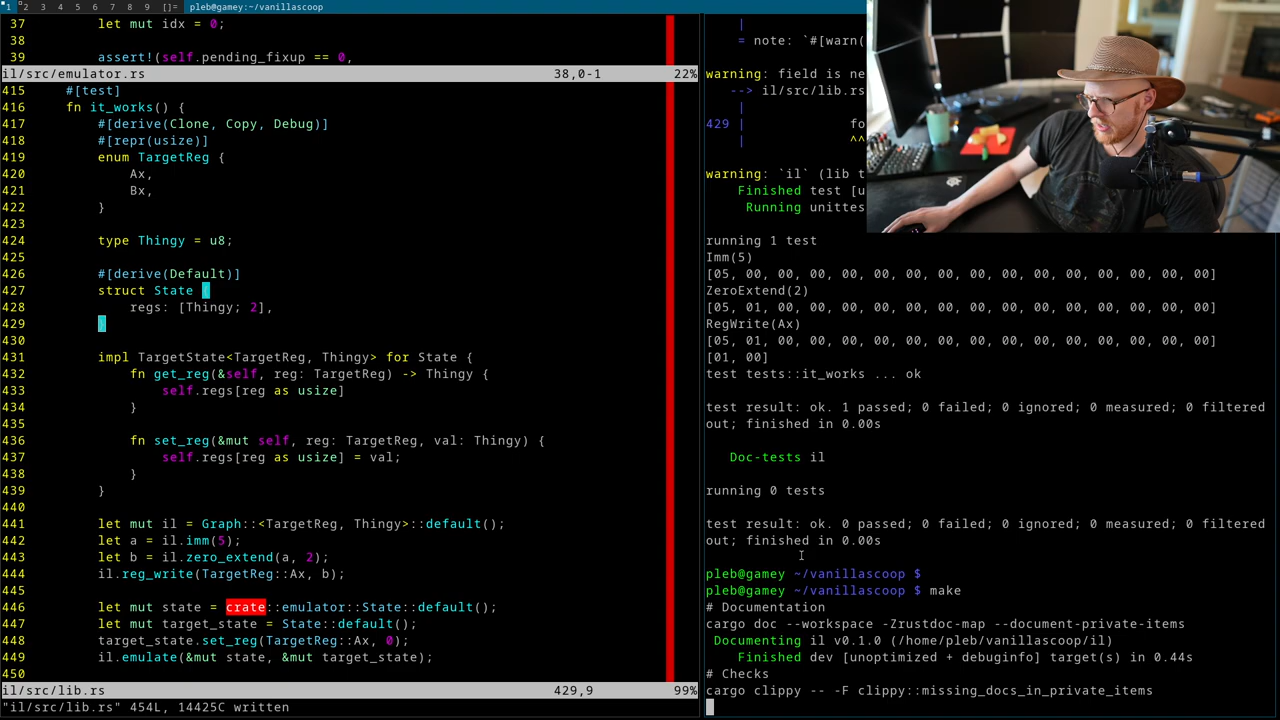 1 2 3 4 5 6 7 8 9 []= pleb@gamey:~/vanillascoop
37 let mut idx = 0;
38
39 assert!(self.pending_fixup == 0,
il/src/emulator.rs 38,0-1 22%
415 #[test]
416 fn it_works() {
417 #[derive(Clone, Copy, Debug)]
418 #[repr(usize)]
419 enum TargetReg {
420 Ax,
421 Bx,
422 }
423
424 type Thingy = u8;
425
426 #[derive(Default)]
427 struct State {
428 regs: [Thingy; 2],
429 }
430
431 impl TargetState<TargetReg, Thingy> for State {
432 fn get_reg(&self, reg: TargetReg) -> Thingy {
433 self.regs[reg as usize]
434 }
435
436 fn set_reg(&mut self, reg: TargetReg, val: Thingy) {
437 self.regs[reg as usize] = val;
438 }
439 }
440
441 let mut il = Graph::<TargetReg, Thingy>::default();
442 let a = il.imm(5);
443 let b = il.zero_extend(a, 2);
444 il.reg_write(TargetReg::Ax, b);
445
446 let mut state = crate::emulator::State::default();
447 let mut target_state = State::default();
448 target_state.set_reg(TargetReg::Ax, 0);
449 il.emulate(&mut state, &mut target_state);
450
il/src/lib.rs 429,9 99%
"il/src/lib.rs" 454L, 14425C written
|
= note: `#[warn(
warning: field is ne
--> il/src/lib.rs
|
429 | fo
| ^^
warning: `il` (lib t
Finished test [u
Running unittes
running 1 test
Imm(5)
[05, 00, 00, 00, 00, 00, 00, 00, 00, 00, 00, 00, 00, 00, 00, 00]
ZeroExtend(2)
[05, 01, 00, 00, 00, 00, 00, 00, 00, 00, 00, 00, 00, 00, 00, 00]
RegWrite(Ax)
[05, 01, 00, 00, 00, 00, 00, 00, 00, 00, 00, 00, 00, 00, 00, 00]
[01, 00]
test tests::it_works ... ok
test result: ok. 1 passed; 0 failed; 0 ignored; 0 measured; 0 filtered
out; finished in 0.00s
Doc-tests il
running 0 tests
test result: ok. 0 passed; 0 failed; 0 ignored; 0 measured; 0 filtered
out; finished in 0.00s
pleb@gamey ~/vanillascoop $
pleb@gamey ~/vanillascoop $ make
# Documentation
cargo doc --workspace -Zrustdoc-map --document-private-items
Documenting il v0.1.0 (/home/pleb/vanillascoop/il)
Finished dev [unoptimized + debuginfo] target(s) in 0.44s
# Checks
cargo clippy -- -F clippy::missing_docs_in_private_items